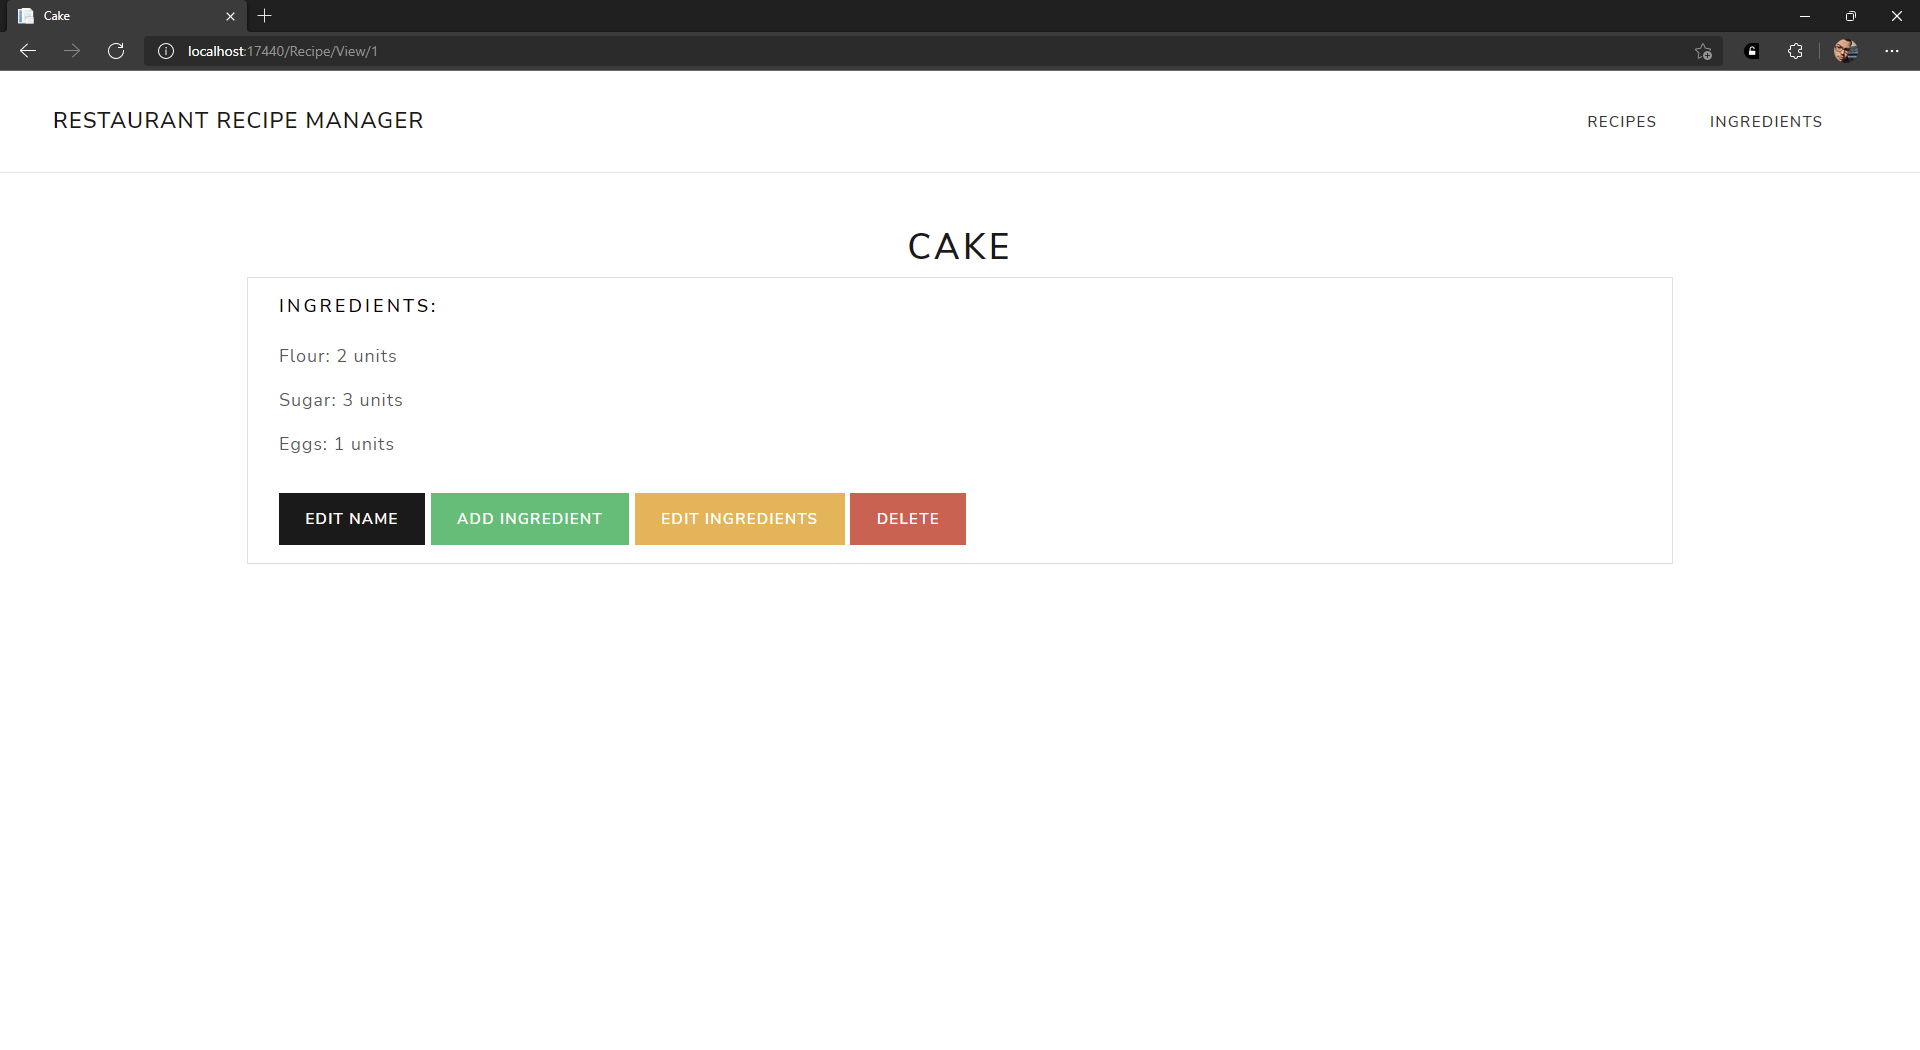 Cake
localhost:17440/Recipe/View/1
RESTAURANT RECIPE MANAGER
RECIPES INGREDIENTS
CAKE
INGREDIENTS:
Flour: 2 units
Sugar: 3 units
Eggs: 1 units
EDIT NAME ADD INGREDIENT EDIT INGREDIENTS DELETE